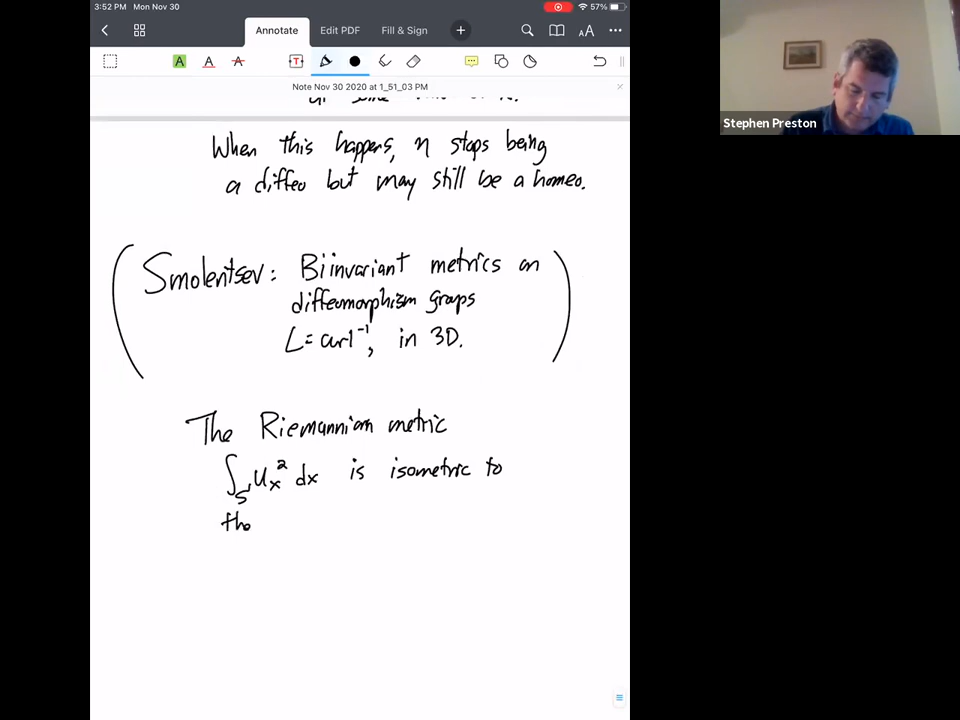 3:52 PM Mon Nov 30
57%
Annotate
Edit PDF
Fill & Sign
Note Nov 30 2020 at 1_51_03 PM
When this happens, η stops being
a diffeo but may still be a homeo.
Smolentsev: Biinvariant metrics on
diffeomorphism groups
L = curl⁻¹, in 3D.
The Riemannian metric
∫_S¹ u_x² dx is isometric to
the
Stephen Preston